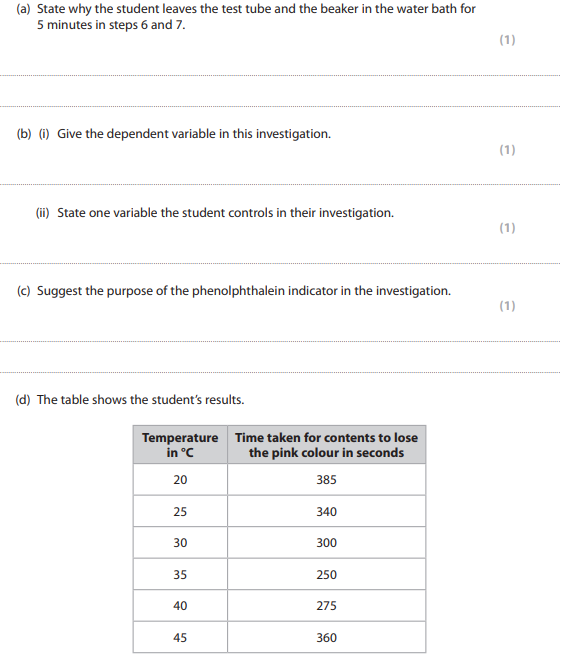 (a) State why the student leaves the test tube and the beaker in the water bath for
5 minutes in steps 6 and 7.
(1)
(b) (i) Give the dependent variable in this investigation.
(1)
(ii) State one variable the student controls in their investigation.
(1)
(c) Suggest the purpose of the phenolphthalein indicator in the investigation.
(1)
(d) The table shows the student's results.
Temperature in °C | Time taken for contents to lose the pink colour in seconds
20 | 385
25 | 340
30 | 300
35 | 250
40 | 275
45 | 360